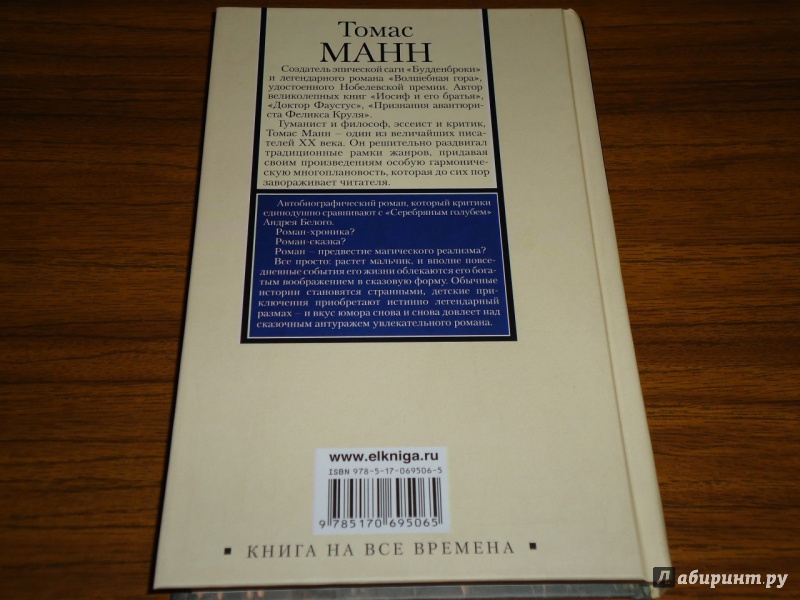 Томас
МАНН
Создатель эпической саги «Будденброки»
и легендарного романа «Волшебная гора»,
удостоенного Нобелевской премии. Автор
великолепных книг «Иосиф и его братья»,
«Доктор Фаустус», «Признания авантюри-
ста Феликса Круля».
Гуманист и философ, эссеист и критик,
Томас Манн – один из величайших писа-
телей XX века. Он решительно раздвигал
традиционные рамки жанров, придавая
своим произведениям особую гармониче-
скую многоплановость, которая до сих пор
завораживает читателя.
Автобиографический роман, который критики
единодушно сравнивают с «Серебряным голубем»
Андрея Белого.
Роман-хроника?
Роман-сказка?
Роман – предвестие магического реализма?
Все просто: растет мальчик, и вполне повсе-
дневные события его жизни облекаются его бога-
тым воображением в сказовую форму. Обычные
истории становятся странными, детские при-
ключения приобретают истинно легендарный
размах – и вкус юмора снова и снова довлеет над
сказочным антуражем увлекательного романа.
www.elkniga.ru
ISBN 978-5-17-069506-5
9 785170 695065
▪ КНИГА НА ВСЕ ВРЕМЕНА ▪
Лабиринт.ру